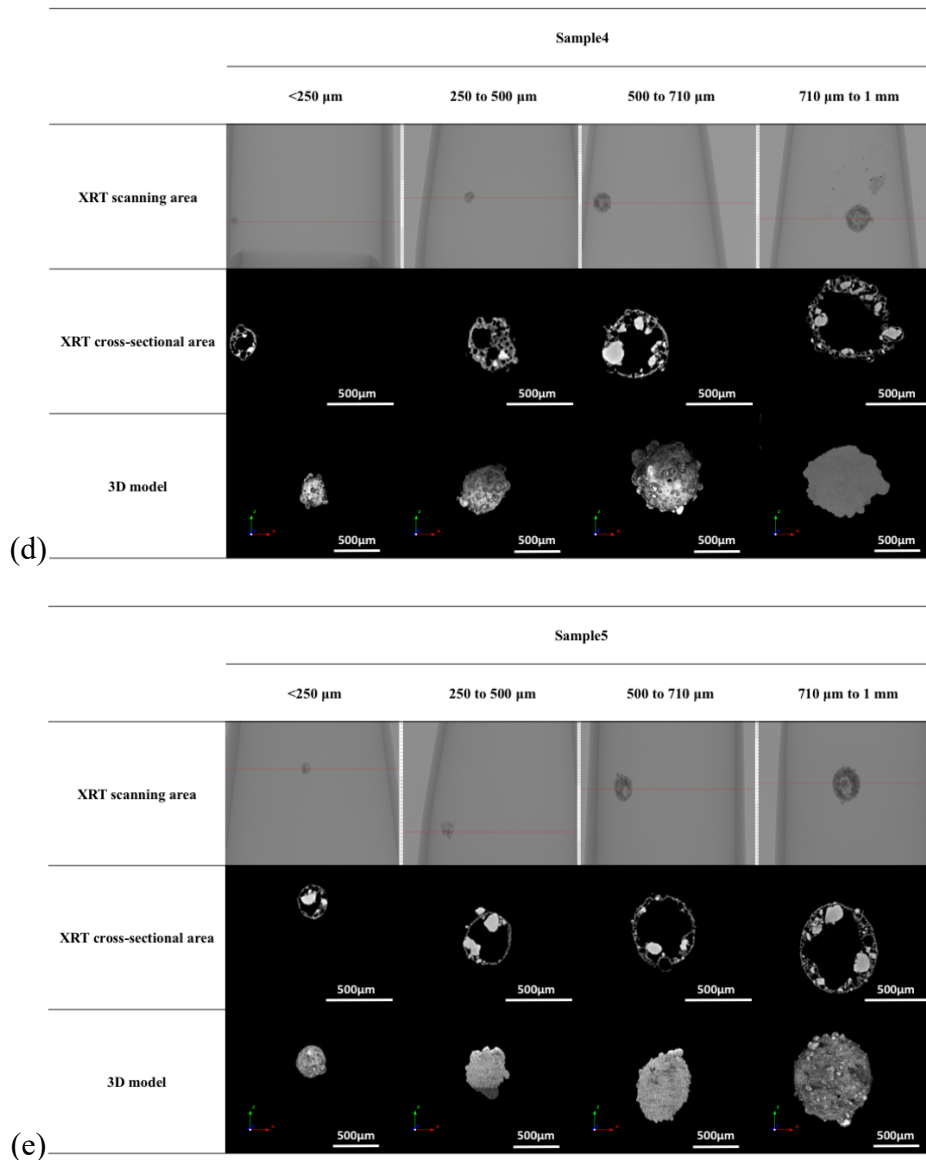 Sample4
<250 μm 250 to 500 μm 500 to 710 μm 710 μm to 1 mm
XRT scanning area
XRT cross-sectional area
500μm 500μm 500μm 500μm
3D model
500μm 500μm 500μm 500μm
(d)
Sample5
<250 μm 250 to 500 μm 500 to 710 μm 710 μm to 1 mm
XRT scanning area
XRT cross-sectional area
500μm 500μm 500μm 500μm
3D model
500μm 500μm 500μm 500μm
(e)